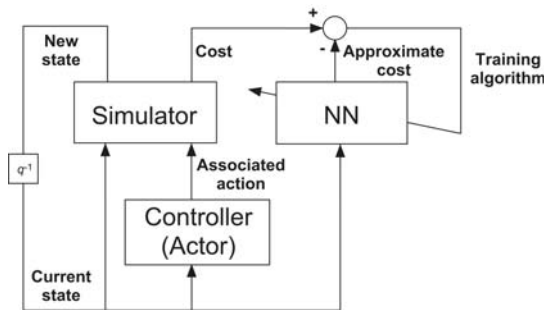 New
state
Cost
+
-
Approximate
cost
Training
algorithm
Simulator
NN
q-1
Associated
action
Controller
(Actor)
Current
state